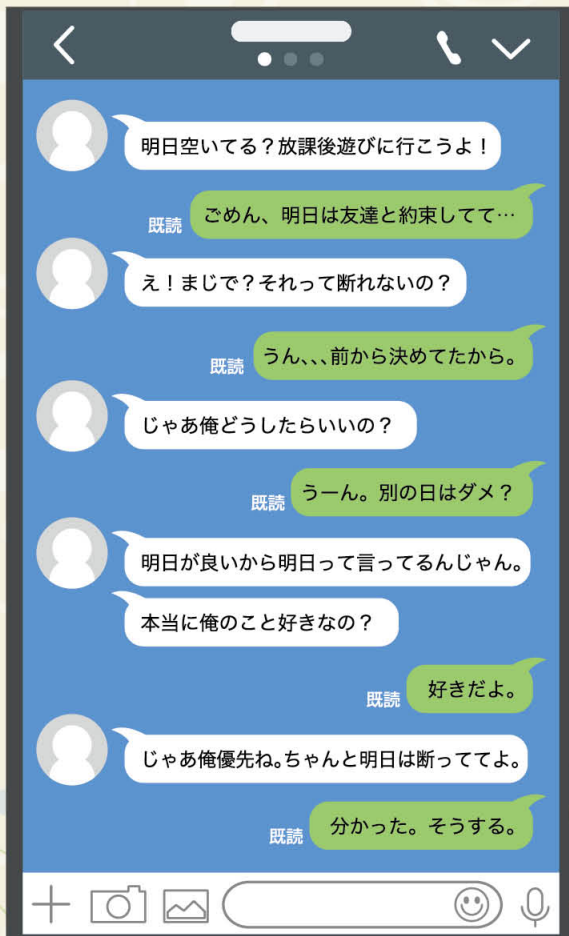 明日空いてる？放課後遊びに行こうよ！
既読 ごめん、明日は友達と約束してて…
え！まじで？それって断れないの？
既読 うん、、、前から決めてたから。
じゃあ俺どうしたらいいの？
既読 うーん。別の日はダメ？
明日が良いから明日って言ってるんじゃん。
本当に俺のこと好きなの？
既読 好きだよ。
じゃあ俺優先ね。ちゃんと明日は断っててよ。
既読 分かった。そうする。